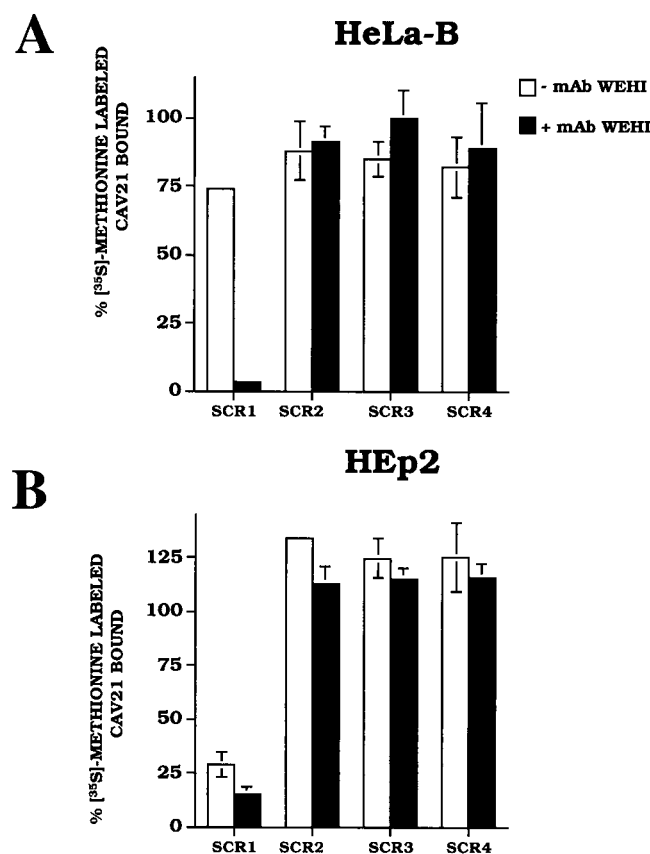 A
HeLa-B
- mAb WEHI
+ mAb WEHI
% [³⁵S]-METHIONINE LABELED
CAV21 BOUND
100
75
50
25
0
SCR1 SCR2 SCR3 SCR4
B
HEp2
% [³⁵S]-METHIONINE LABELED
CAV21 BOUND
125
100
75
50
25
0
SCR1 SCR2 SCR3 SCR4